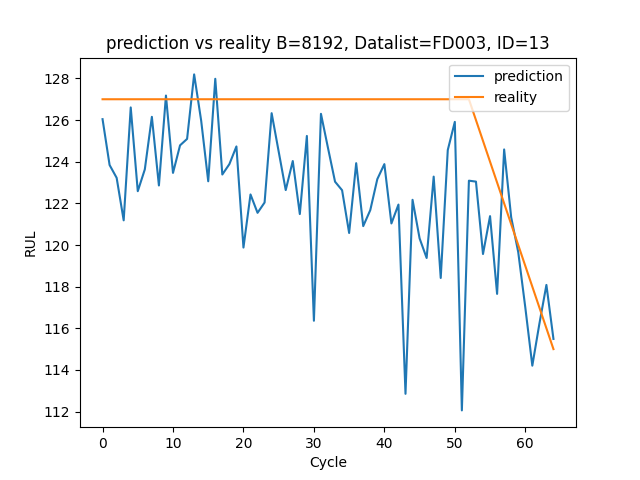 prediction vs reality B=8192, Datalist=FD003, ID=13
prediction
reality
128
126
124
122
120
118
116
114
112
RUL
0 10 20 30 40 50 60
Cycle